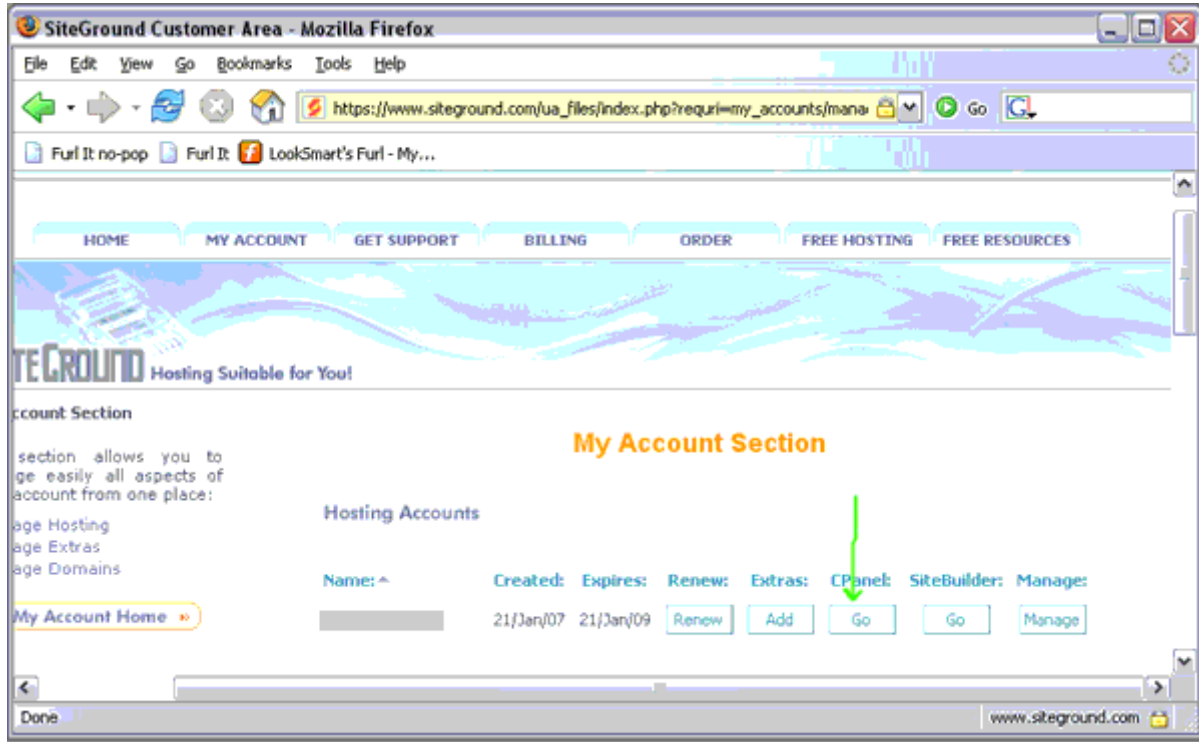 SiteGround Customer Area - Mozilla Firefox
File Edit View Go Bookmarks Tools Help
https://www.siteground.com/ua_files/index.php?requri=my_accounts/mana Go G
Furl It no-pop Furl It LookSmart's Furl - My...
HOME MY ACCOUNT GET SUPPORT BILLING ORDER FREE HOSTING FREE RESOURCES
TEGROUND Hosting Suitable for You!
ccount Section
My Account Section
section allows you to
ge easily all aspects of
account from one place:
age Hosting
age Extras
age Domains
My Account Home »
Hosting Accounts
Name: Created: Expires: Renew: Extras: CPanel: SiteBuilder: Manage:
21/Jan/07 21/Jan/09 Renew Add Go Go Manage
Done www.siteground.com